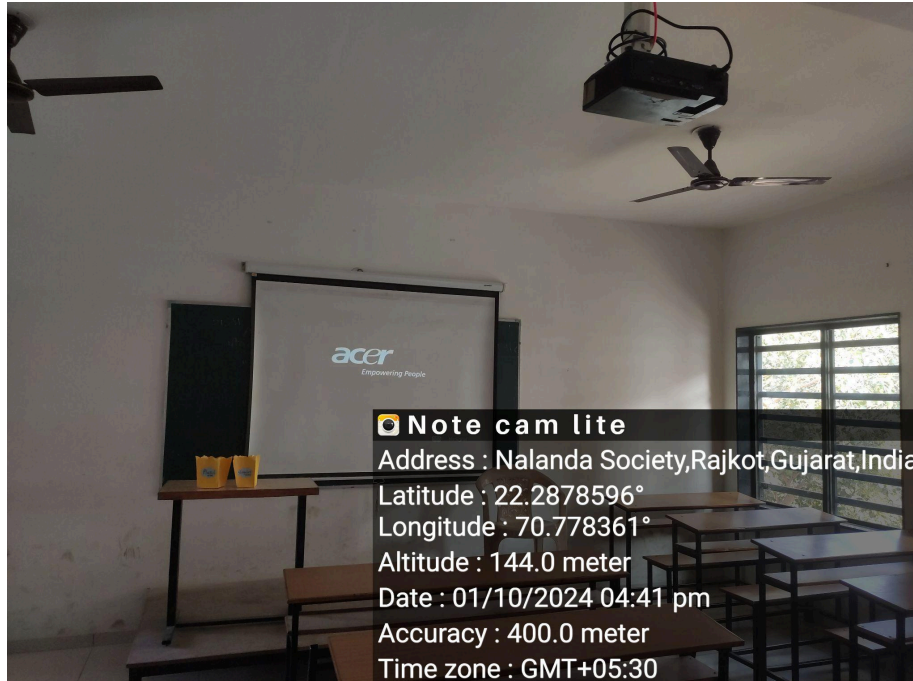 acer
Empowering People
Note cam lite
Address : Nalanda Society,Rajkot,Gujarat,India
Latitude : 22.2878596°
Longitude : 70.778361°
Altitude : 144.0 meter
Date : 01/10/2024 04:41 pm
Accuracy : 400.0 meter
Time zone : GMT+05:30